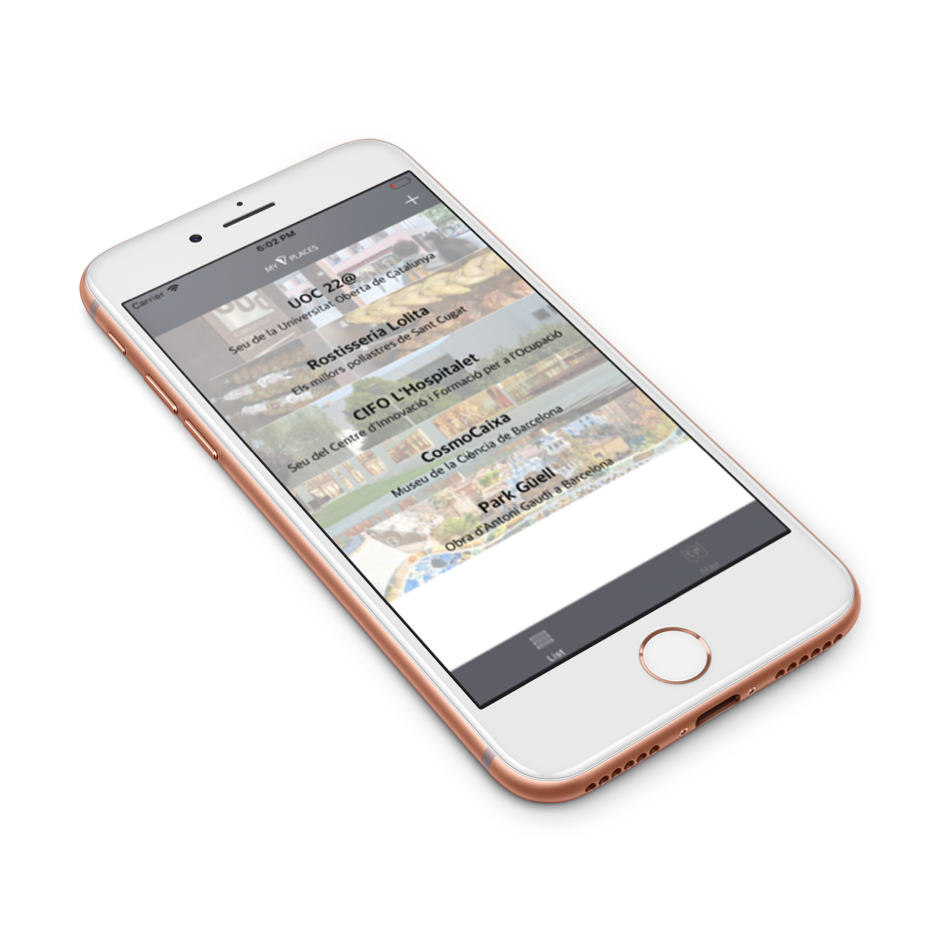 Carrier
6:02 PM
MY PLACES
+
UOC 22@
Seu de la Universitat Oberta de Catalunya
Rostisseria Lolita
Els millors pollastres de Sant Cugat
CIFO L'Hospitalet
Seu del Centre d'Innovació i Formació per a l'Ocupació
CosmoCaixa
Museu de la Ciència de Barcelona
Park Güell
Obra d'Antoni Gaudí a Barcelona
List
Map